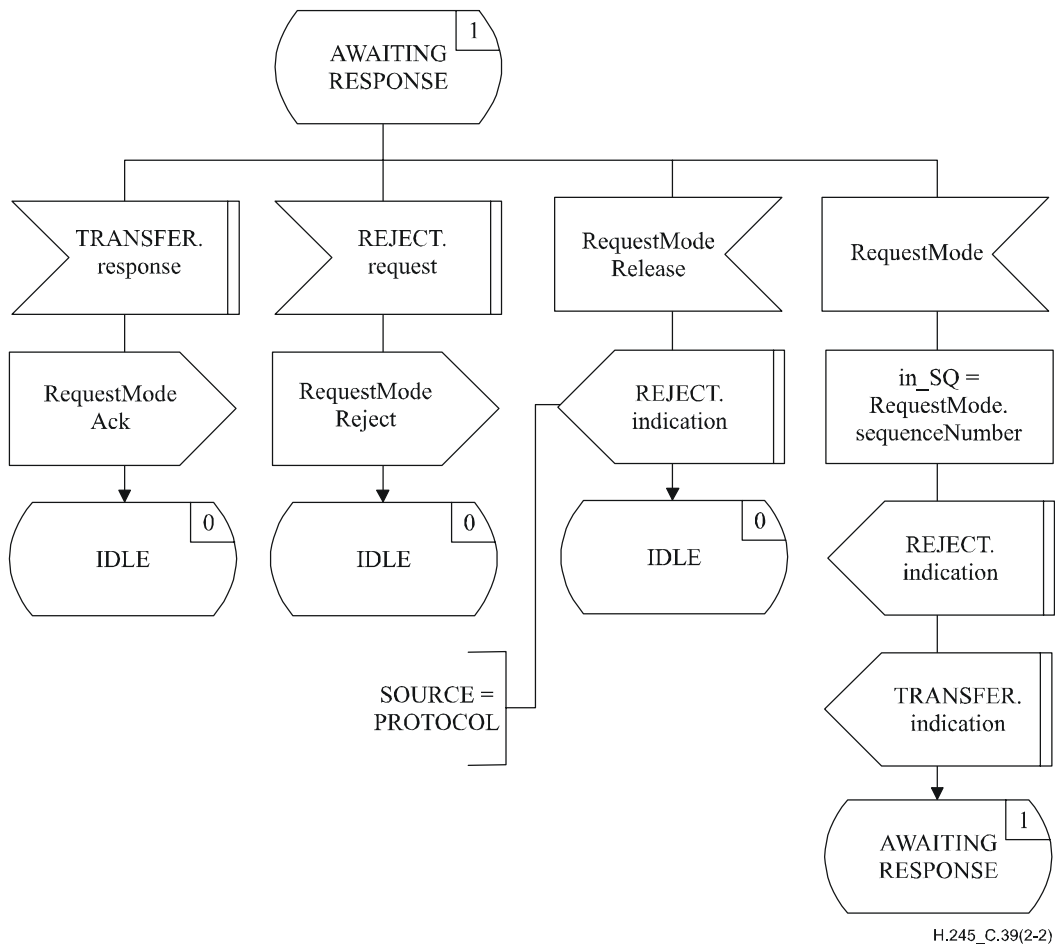 1
AWAITING
RESPONSE
TRANSFER.
response
REJECT.
request
RequestMode
Release
RequestMode
RequestMode
Ack
RequestMode
Reject
REJECT.
indication
in_SQ =
RequestMode.
sequenceNumber
0
IDLE
0
IDLE
0
IDLE
REJECT.
indication
SOURCE =
PROTOCOL
TRANSFER.
indication
1
AWAITING
RESPONSE
H.245_C.39(2-2)